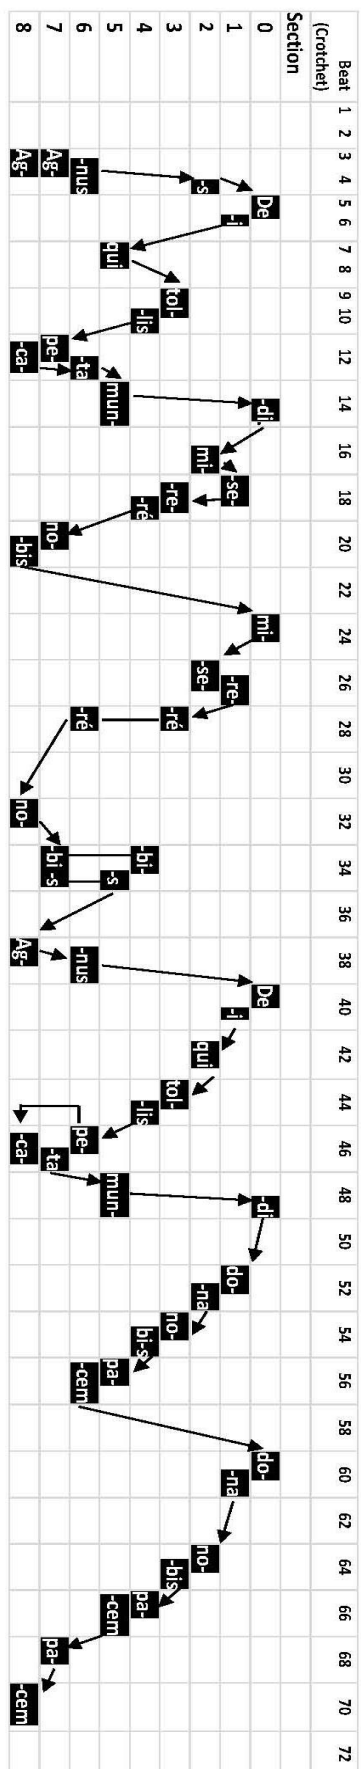 Beat 1 2 3 4 5 6 7 8 9 10 12 14 16 18 20 22 24 26 28 30 32 34 36 38 40 42 44 46 48 50 52 54 56 58 60 62 64 66 68 70 72
(Crotchet)
Section
0 De -di mi- De -di do-
1 -i -se- -re- -i do- -na
2 -s mi- -se- qui -na no-
3 tol- -re- -ré tol- no- -bis
4 -lis -ré -bi- -lis bi-s pa-
5 qui mun- -s mun- pa- -cem
6 -nus -ta -ré -nus pe- -cem
7 Ag- pe- no- -bi -s -ta pa-
8 Ag- -ca- -bis no- Ag- -ca- -cem